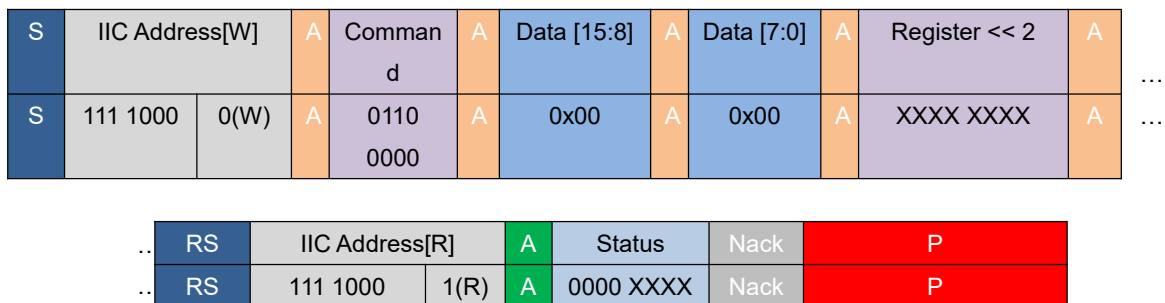 S IIC Address[W] A Comman A Data [15:8] A Data [7:0] A Register << 2 A
d
…
S 111 1000 0(W) A 0110 A 0x00 A 0x00 A XXXX XXXX A …
0000
.. RS IIC Address[R] A Status Nack P
.. RS 111 1000 1(R) A 0000 XXXX Nack P